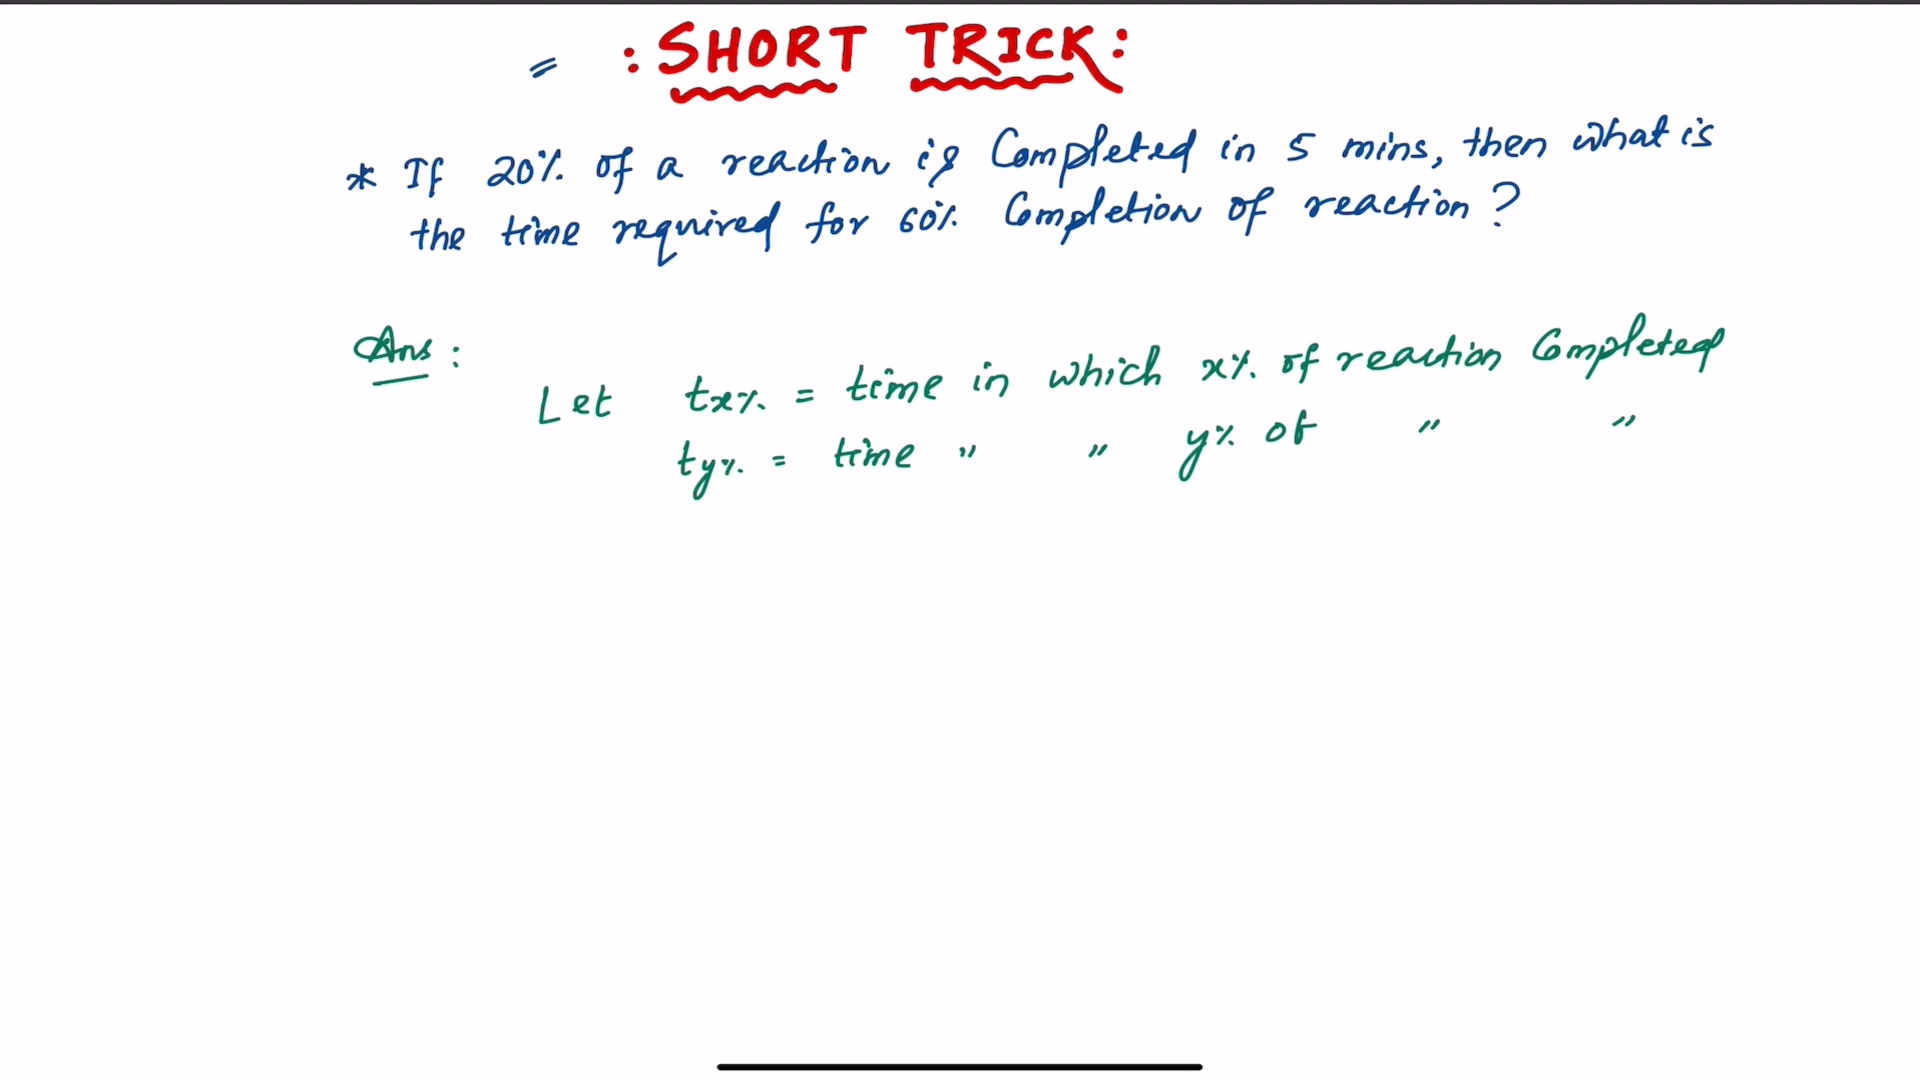 = : SHORT TRICK :
* If 20% of a reaction is Completed in 5 mins, then what is
the time required for 60% Completion of reaction ?
Ans :
Let tx% = time in which x% of reaction Completed
ty% = time " " y% of " "